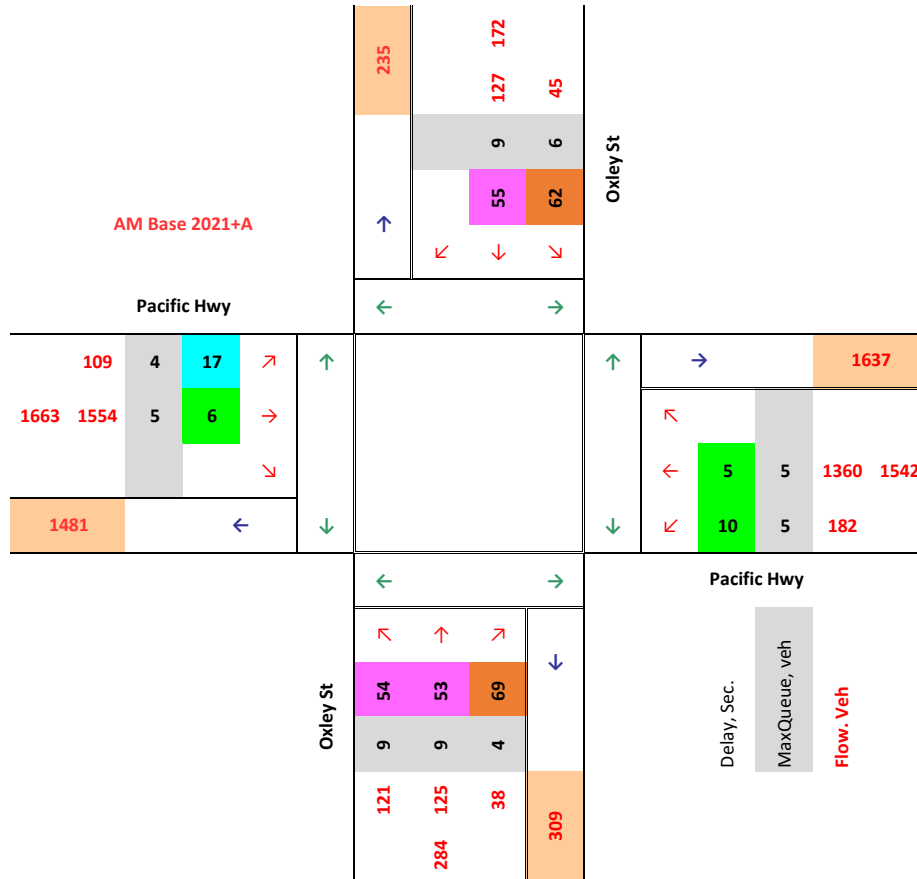 235
172
127
45
9
6
55
62
Oxley St
AM Base 2021+A
↑
↙ ↓ ↘
Pacific Hwy
← →
109 4 17 ↗ ↑
1663 1554 5 6 →
↘
1481 ← ↓
↑ → 1637
↖
← 5 5 1360 1542
↓ ↙ 10 5 182
← →
Pacific Hwy
↖ ↑ ↗
↓
Oxley St
54 53 69
9 9 4
121 125 38
284
309
Delay, Sec.
MaxQueue, veh
Flow. Veh